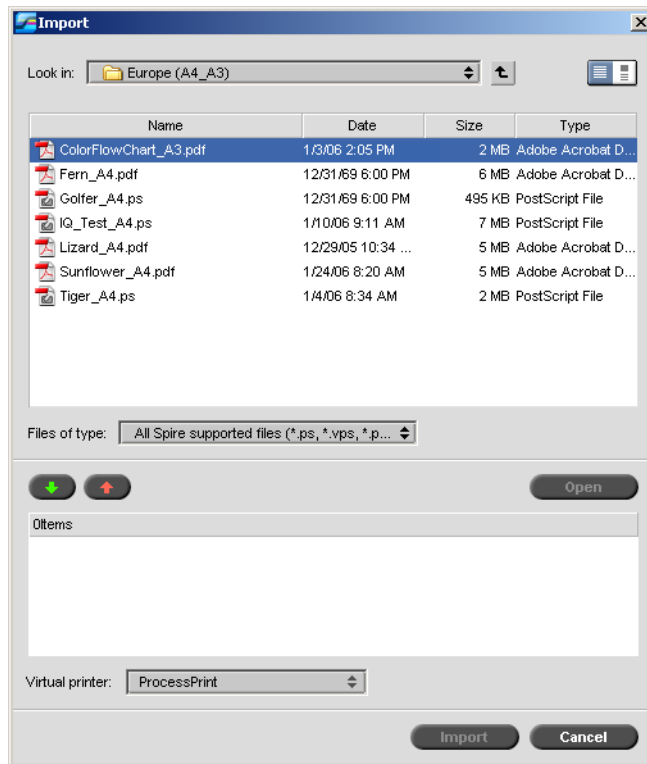 Import
Look in: Europe (A4_A3)
Name Date Size Type
ColorFlowChart_A3.pdf 1/3/06 2:05 PM 2 MB Adobe Acrobat D...
Fern_A4.pdf 12/31/69 6:00 PM 6 MB Adobe Acrobat D...
Golfer_A4.ps 12/31/69 6:00 PM 495 KB PostScript File
IQ_Test_A4.ps 1/10/06 9:11 AM 7 MB PostScript File
Lizard_A4.pdf 12/29/05 10:34 ... 5 MB Adobe Acrobat D...
Sunflower_A4.pdf 1/24/06 8:20 AM 5 MB Adobe Acrobat D...
Tiger_A4.ps 1/4/06 8:34 AM 2 MB PostScript File
Files of type: All Spire supported files (*.ps, *.vps, *.p...
Open
0Items
Virtual printer: ProcessPrint
Import Cancel